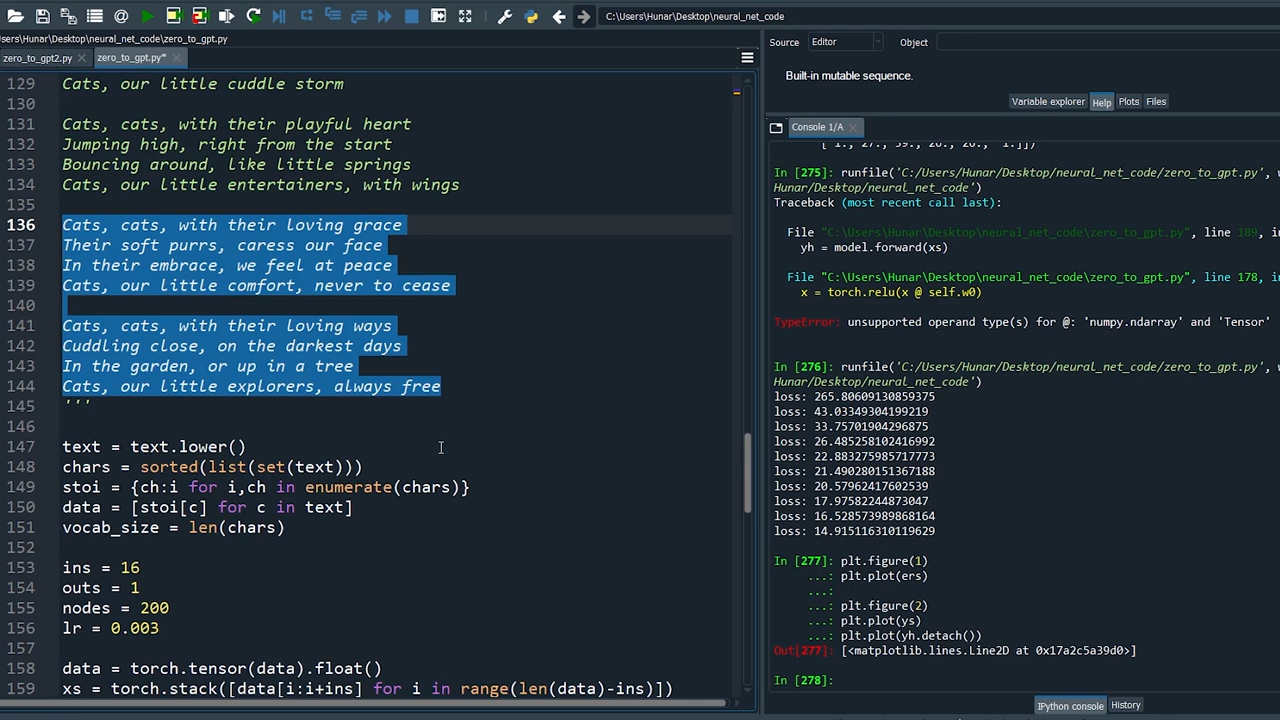 C:\Users\Hunar\Desktop\neural_net_code
sers\Hunar\Desktop\neural_net_code\zero_to_gpt.py
zero_to_gpt2.py
zero_to_gpt.py*
129 Cats, our little cuddle storm
130
131 Cats, cats, with their playful heart
132 Jumping high, right from the start
133 Bouncing around, like little springs
134 Cats, our little entertainers, with wings
135
136 Cats, cats, with their loving grace
137 Their soft purrs, caress our face
138 In their embrace, we feel at peace
139 Cats, our little comfort, never to cease
140
141 Cats, cats, with their loving ways
142 Cuddling close, on the darkest days
143 In the garden, or up in a tree
144 Cats, our little explorers, always free
145 '''
146
147 text = text.lower()
148 chars = sorted(list(set(text)))
149 stoi = {ch:i for i,ch in enumerate(chars)}
150 data = [stoi[c] for c in text]
151 vocab_size = len(chars)
152
153 ins = 16
154 outs = 1
155 nodes = 200
156 lr = 0.003
157
158 data = torch.tensor(data).float()
159 xs = torch.stack([data[i:i+ins] for i in range(len(data)-ins)])
Source Editor Object
Built-in mutable sequence.
Variable explorer Help Plots Files
Console 1/A
[ 1., 27., 39., 26., 26., 1.]])
In [275]: runfile('C:/Users/Hunar/Desktop/neural_net_code/zero_to_gpt.py', w
Hunar/Desktop/neural_net_code')
Traceback (most recent call last):
File "C:\Users\Hunar\Desktop\neural_net_code\zero_to_gpt.py", line 189, i
yh = model.forward(xs)
File "C:\Users\Hunar\Desktop\neural_net_code\zero_to_gpt.py", line 178, i
x = torch.relu(x @ self.w0)
TypeError: unsupported operand type(s) for @: 'numpy.ndarray' and 'Tensor'
In [276]: runfile('C:/Users/Hunar/Desktop/neural_net_code/zero_to_gpt.py', w
Hunar/Desktop/neural_net_code')
loss: 265.80609130859375
loss: 43.03349304199219
loss: 33.75701904296875
loss: 26.485258102416992
loss: 22.883275985717773
loss: 21.490280151367188
loss: 20.57962417602539
loss: 17.97582244873047
loss: 16.528573989868164
loss: 14.915116310119629
In [277]: plt.figure(1)
...: plt.plot(ers)
...:
...: plt.figure(2)
...: plt.plot(ys)
...: plt.plot(yh.detach())
Out[277]: [<matplotlib.lines.Line2D at 0x17a2c5a39d0>]
In [278]:
IPython console History